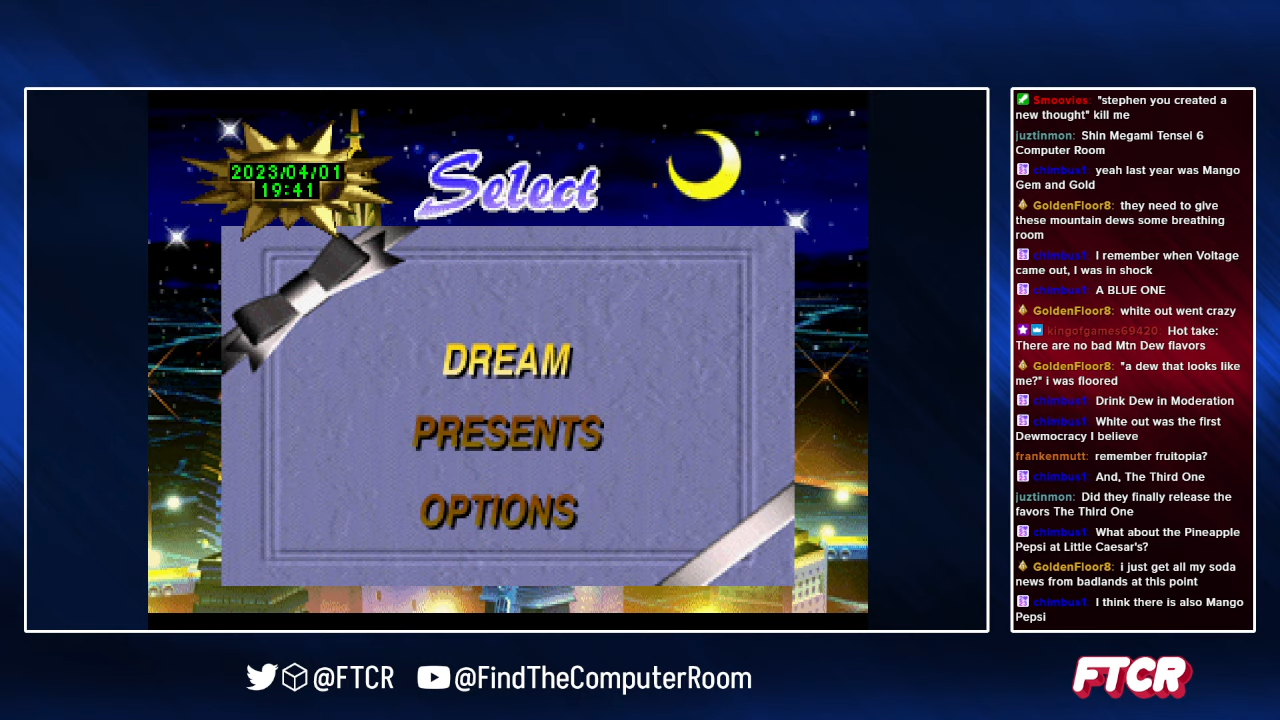 2023/04/01
19:41
Select
DREAM
PRESENTS
OPTIONS
Smoovies: "stephen you created a
new thought" kill me
juztinmon: Shin Megami Tensei 6
Computer Room
chimbus1: yeah last year was Mango
Gem and Gold
GoldenFloor8: they need to give
these mountain dews some breathing
room
chimbus1: I remember when Voltage
came out, I was in shock
chimbus1: A BLUE ONE
GoldenFloor8: white out went crazy
kingofgames69420: Hot take:
There are no bad Mtn Dew flavors
GoldenFloor8: "a dew that looks like
me?" i was floored
chimbus1: Drink Dew in Moderation
chimbus1: White out was the first
Dewmocracy I believe
frankenmutt: remember fruitopia?
chimbus1: And, The Third One
juztinmon: Did they finally release the
favors The Third One
chimbus1: What about the Pineapple
Pepsi at Little Caesar's?
GoldenFloor8: i just get all my soda
news from badlands at this point
chimbus1: I think there is also Mango
Pepsi
@FTCR @FindTheComputerRoom
FTCR